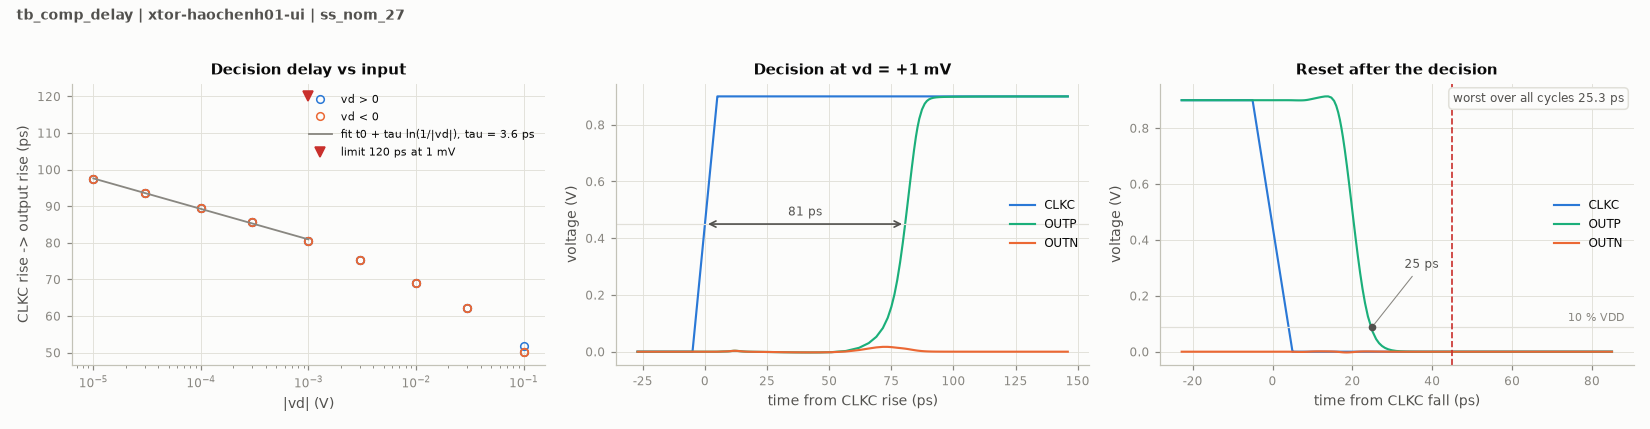 tb_comp_delay | xtor-haochenh01-ui | ss_nom_27
Decision delay vs input
CLKC rise -> output rise (ps)
120
110
100
90
80
70
60
50
vd > 0
vd < 0
fit t0 + tau ln(1/|vd|), tau = 3.6 ps
limit 120 ps at 1 mV
10⁻⁵
10⁻⁴
10⁻³
10⁻²
10⁻¹
|vd| (V)
Decision at vd = +1 mV
voltage (V)
0.8
0.6
0.4
0.2
0.0
81 ps
CLKC
OUTP
OUTN
-25
0
25
50
75
100
125
150
time from CLKC rise (ps)
Reset after the decision
voltage (V)
0.8
0.6
0.4
0.2
0.0
worst over all cycles 25.3 ps
CLKC
OUTP
OUTN
25 ps
10 % VDD
-20
0
20
40
60
80
time from CLKC fall (ps)